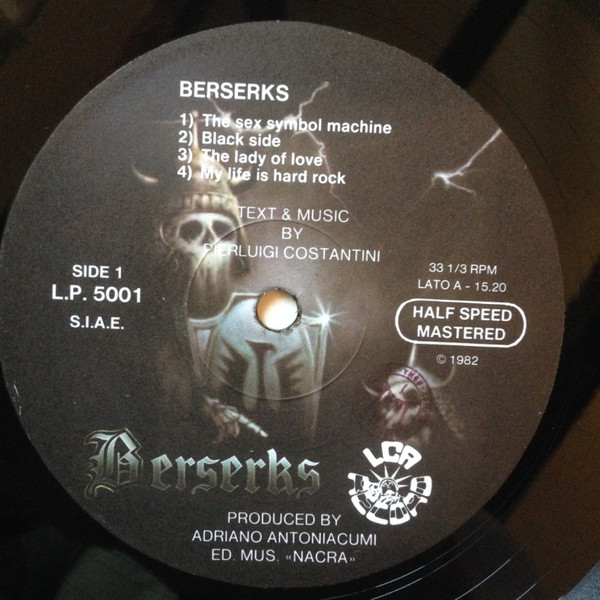 BERSERKS
1) The sex symbol machine
2) Black side
3) The lady of love
4) My life is hard rock
TEXT & MUSIC
BY
PIERLUIGI COSTANTINI
SIDE 1
L.P. 5001
S.I.A.E.
33 1/3 RPM
LATO A - 15.20
HALF SPEED
MASTERED
© 1982
Berserks
LCA
RECORDS
PRODUCED BY
ADRIANO ANTONIACUMI
ED. MUS. «NACRA»